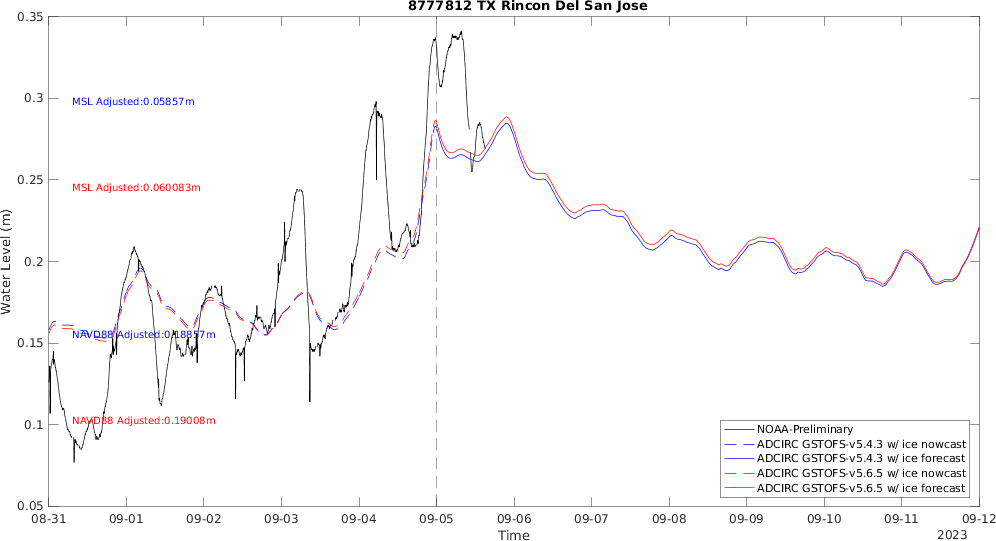 8777812 TX Rincon Del San Jose
0.35
0.3
0.25
0.2
0.15
0.1
0.05
Water Level (m)
MSL Adjusted:0.05857m
MSL Adjusted:0.060083m
NAVD88 Adjusted:0.18857m
NAVD88 Adjusted:0.19008m
NOAA-Preliminary
ADCIRC GSTOFS-v5.4.3 w/ ice nowcast
ADCIRC GSTOFS-v5.4.3 w/ ice forecast
ADCIRC GSTOFS-v5.6.5 w/ ice nowcast
ADCIRC GSTOFS-v5.6.5 w/ ice forecast
08-31 09-01 09-02 09-03 09-04 09-05 09-06 09-07 09-08 09-09 09-10 09-11 09-12
Time
2023